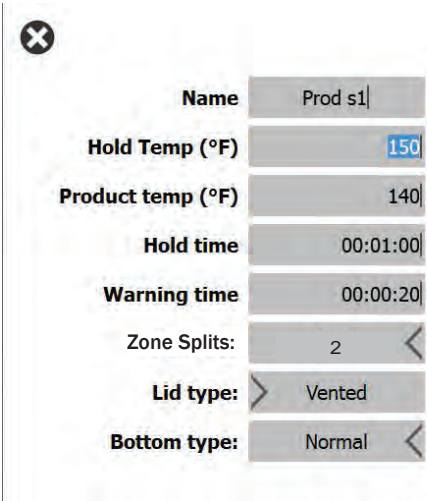 Name Prod s1
Hold Temp (°F) 150
Product temp (°F) 140
Hold time 00:01:00
Warning time 00:00:20
Zone Splits: 2
Lid type: Vented
Bottom type: Normal